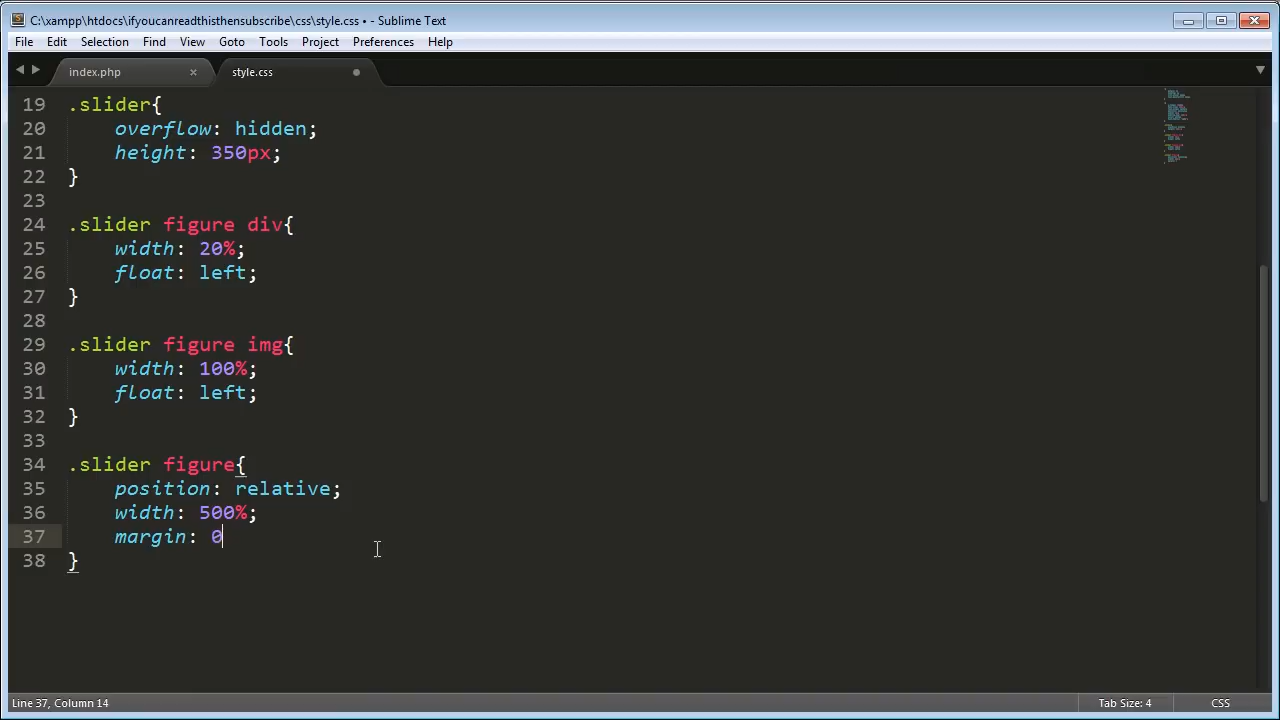 C:\xampp\htdocs\ifyoucanreadthisthensubscribe\css\style.css • - Sublime Text
File Edit Selection Find View Goto Tools Project Preferences Help
index.php × style.css
19 .slider{
20 overflow: hidden;
21 height: 350px;
22 }
23
24 .slider figure div{
25 width: 20%;
26 float: left;
27 }
28
29 .slider figure img{
30 width: 100%;
31 float: left;
32 }
33
34 .slider figure{
35 position: relative;
36 width: 500%;
37 margin: 0
38 }
Line 37, Column 14 Tab Size: 4 CSS